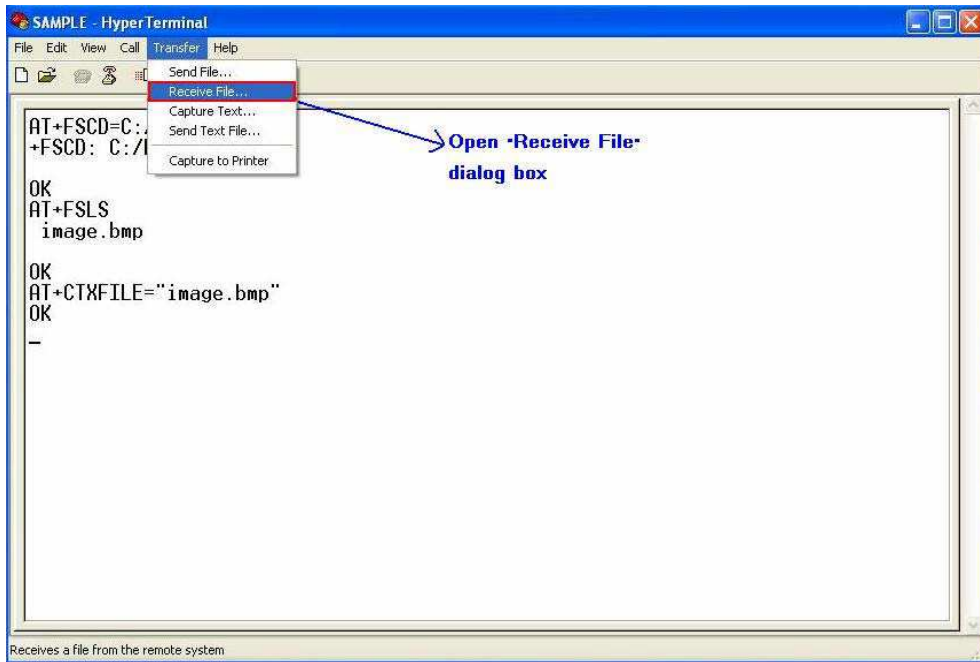 SAMPLE - HyperTerminal
File Edit View Call Transfer Help
Send File...
Receive File...
Capture Text...
Send Text File...
Capture to Printer
AT+FSCD=C:/
+FSCD: C:/
OK
AT+FSLS
image.bmp
OK
AT+CTXFILE="image.bmp"
OK
Open -Receive File-
dialog box
Receives a file from the remote system